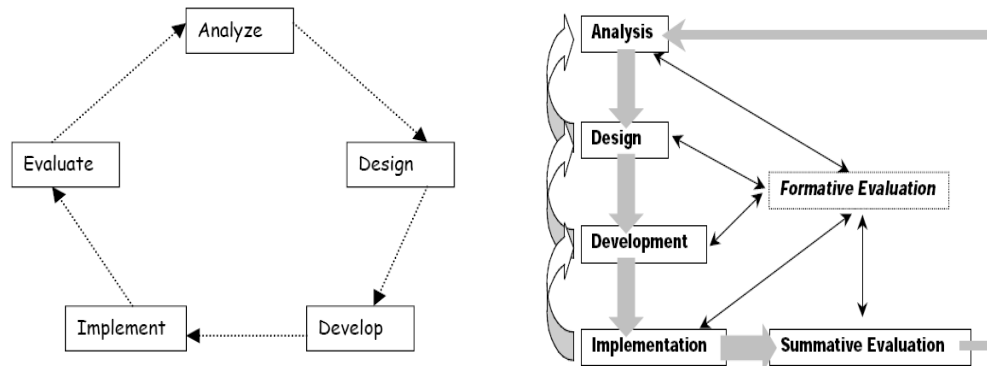 Analyze
Evaluate
Design
Implement
Develop
Analysis
Design
Formative Evaluation
Development
Implementation
Summative Evaluation